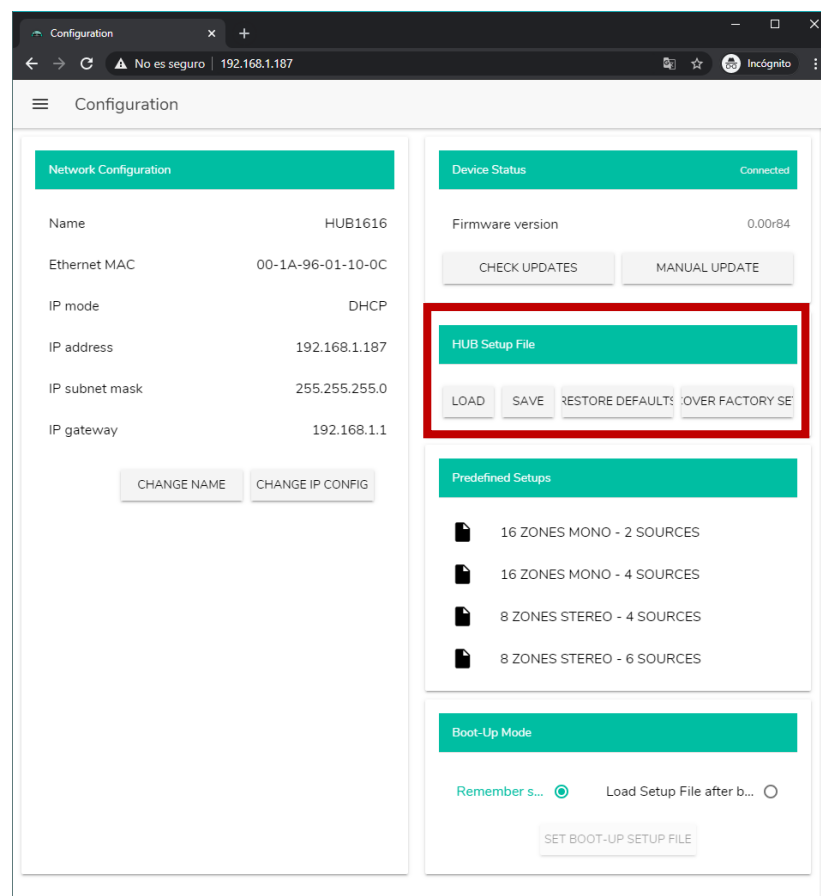 Configuration
No es seguro | 192.168.1.187
Incógnito
Configuration
Network Configuration
Name HUB1616
Ethernet MAC 00-1A-96-01-10-0C
IP mode DHCP
IP address 192.168.1.187
IP subnet mask 255.255.255.0
IP gateway 192.168.1.1
CHANGE NAME CHANGE IP CONFIG
Device Status Connected
Firmware version 0.00r84
CHECK UPDATES MANUAL UPDATE
HUB Setup File
LOAD SAVE RESTORE DEFAULTS COVER FACTORY SE
Predefined Setups
16 ZONES MONO - 2 SOURCES
16 ZONES MONO - 4 SOURCES
8 ZONES STEREO - 4 SOURCES
8 ZONES STEREO - 6 SOURCES
Boot-Up Mode
Remember s... Load Setup File after b...
SET BOOT-UP SETUP FILE